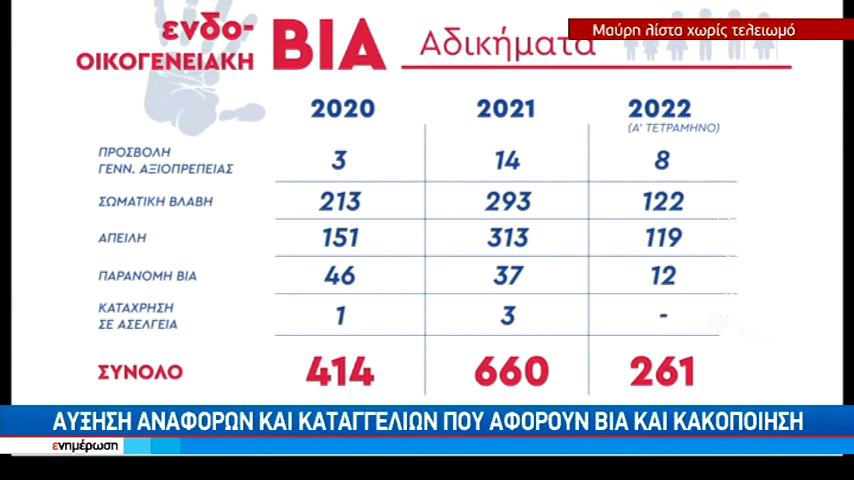 Μαύρη λίστα χωρίς τελειωμό
ενδο-
ΟΙΚΟΓΕΝΕΙΑΚΗ ΒΙΑ Αδικήματα
2020 2021 2022
(Α' ΤΕΤΡΑΜΗΝΟ)
ΠΡΟΣΒΟΛΗ
ΓΕΝΝ. ΑΞΙΟΠΡΕΠΕΙΑΣ 3 14 8
ΣΩΜΑΤΙΚΗ ΒΛΑΒΗ 213 293 122
ΑΠΕΙΛΗ 151 313 119
ΠΑΡΑΝΟΜΗ ΒΙΑ 46 37 12
ΚΑΤΑΧΡΗΣΗ
ΣΕ ΑΣΕΛΓΕΙΑ 1 3 -
ΣΥΝΟΛΟ 414 660 261
ΑΥΞΗΣΗ ΑΝΑΦΟΡΩΝ ΚΑΙ ΚΑΤΑΓΓΕΛΙΩΝ ΠΟΥ ΑΦΟΡΟΥΝ ΒΙΑ ΚΑΙ ΚΑΚΟΠΟΙΗΣΗ
ενημέρωση